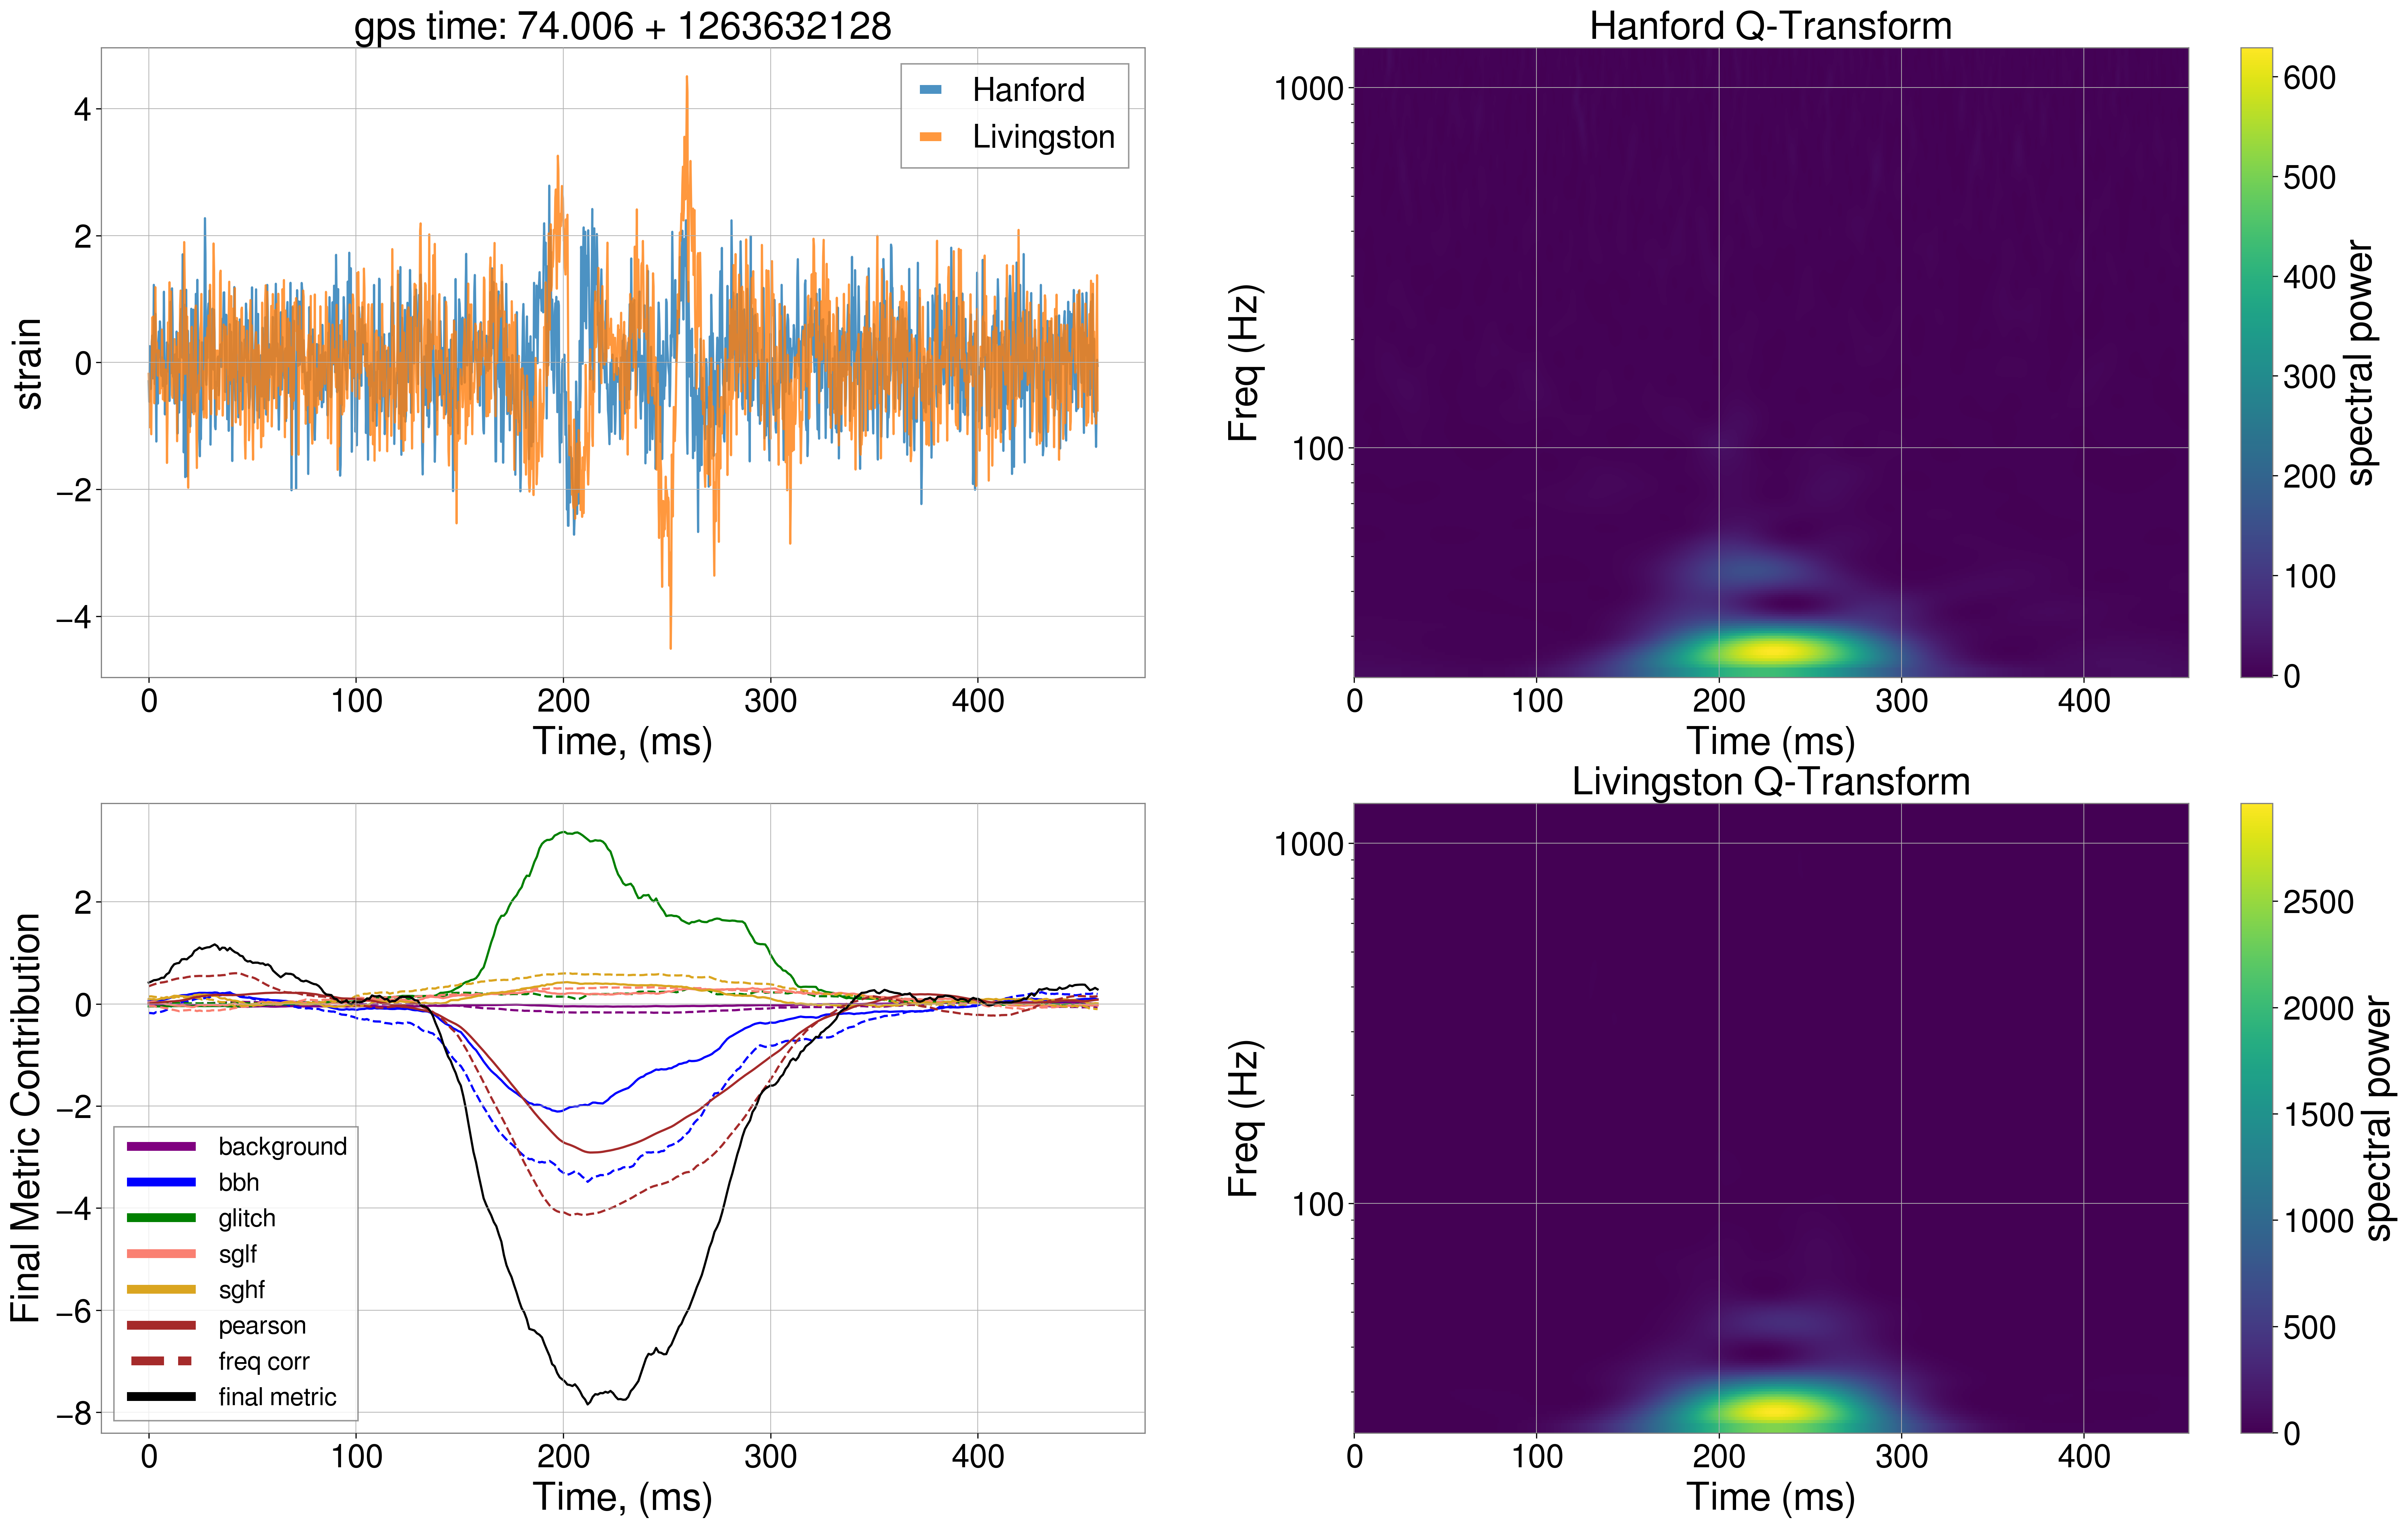 gps time: 74.006 + 1263632128
Hanford
Livingston
strain
4
2
0
−2
−4
0 100 200 300 400
Time, (ms)
Hanford Q-Transform
Freq (Hz)
1000
100
0 100 200 300 400
Time (ms)
600
500
400
300
200
100
0
spectral power
Final Metric Contribution
2
0
−2
−4
−6
−8
background
bbh
glitch
sglf
sghf
pearson
freq corr
final metric
0 100 200 300 400
Time, (ms)
Livingston Q-Transform
Freq (Hz)
1000
100
0 100 200 300 400
Time (ms)
2500
2000
1500
1000
500
0
spectral power